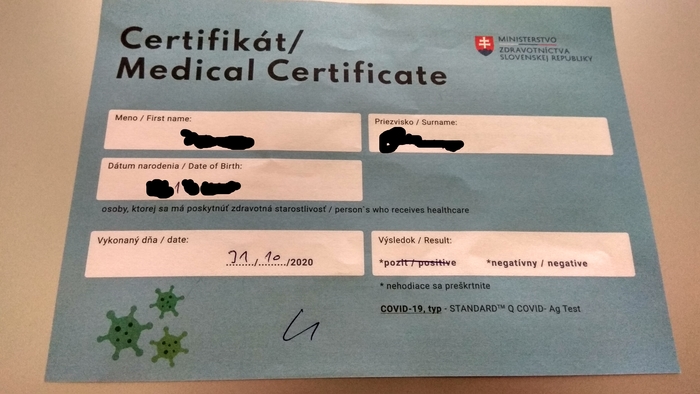 Certifikát/
Medical Certificate
MINISTERSTVO
ZDRAVOTNÍCTVA
SLOVENSKEJ REPUBLIKY
Meno / First name:
Priezvisko / Surname:
Dátum narodenia / Date of Birth:
osoby, ktorej sa má poskytnúť zdravotná starostlivosť / person`s who receives healthcare
Vykonaný dňa / date:
31/10/2020
Výsledok / Result:
*pozit / positive *negatívny / negative
* nehodiace sa preškrtnite
COVID-19, typ - STANDARD™ Q COVID- Ag Test